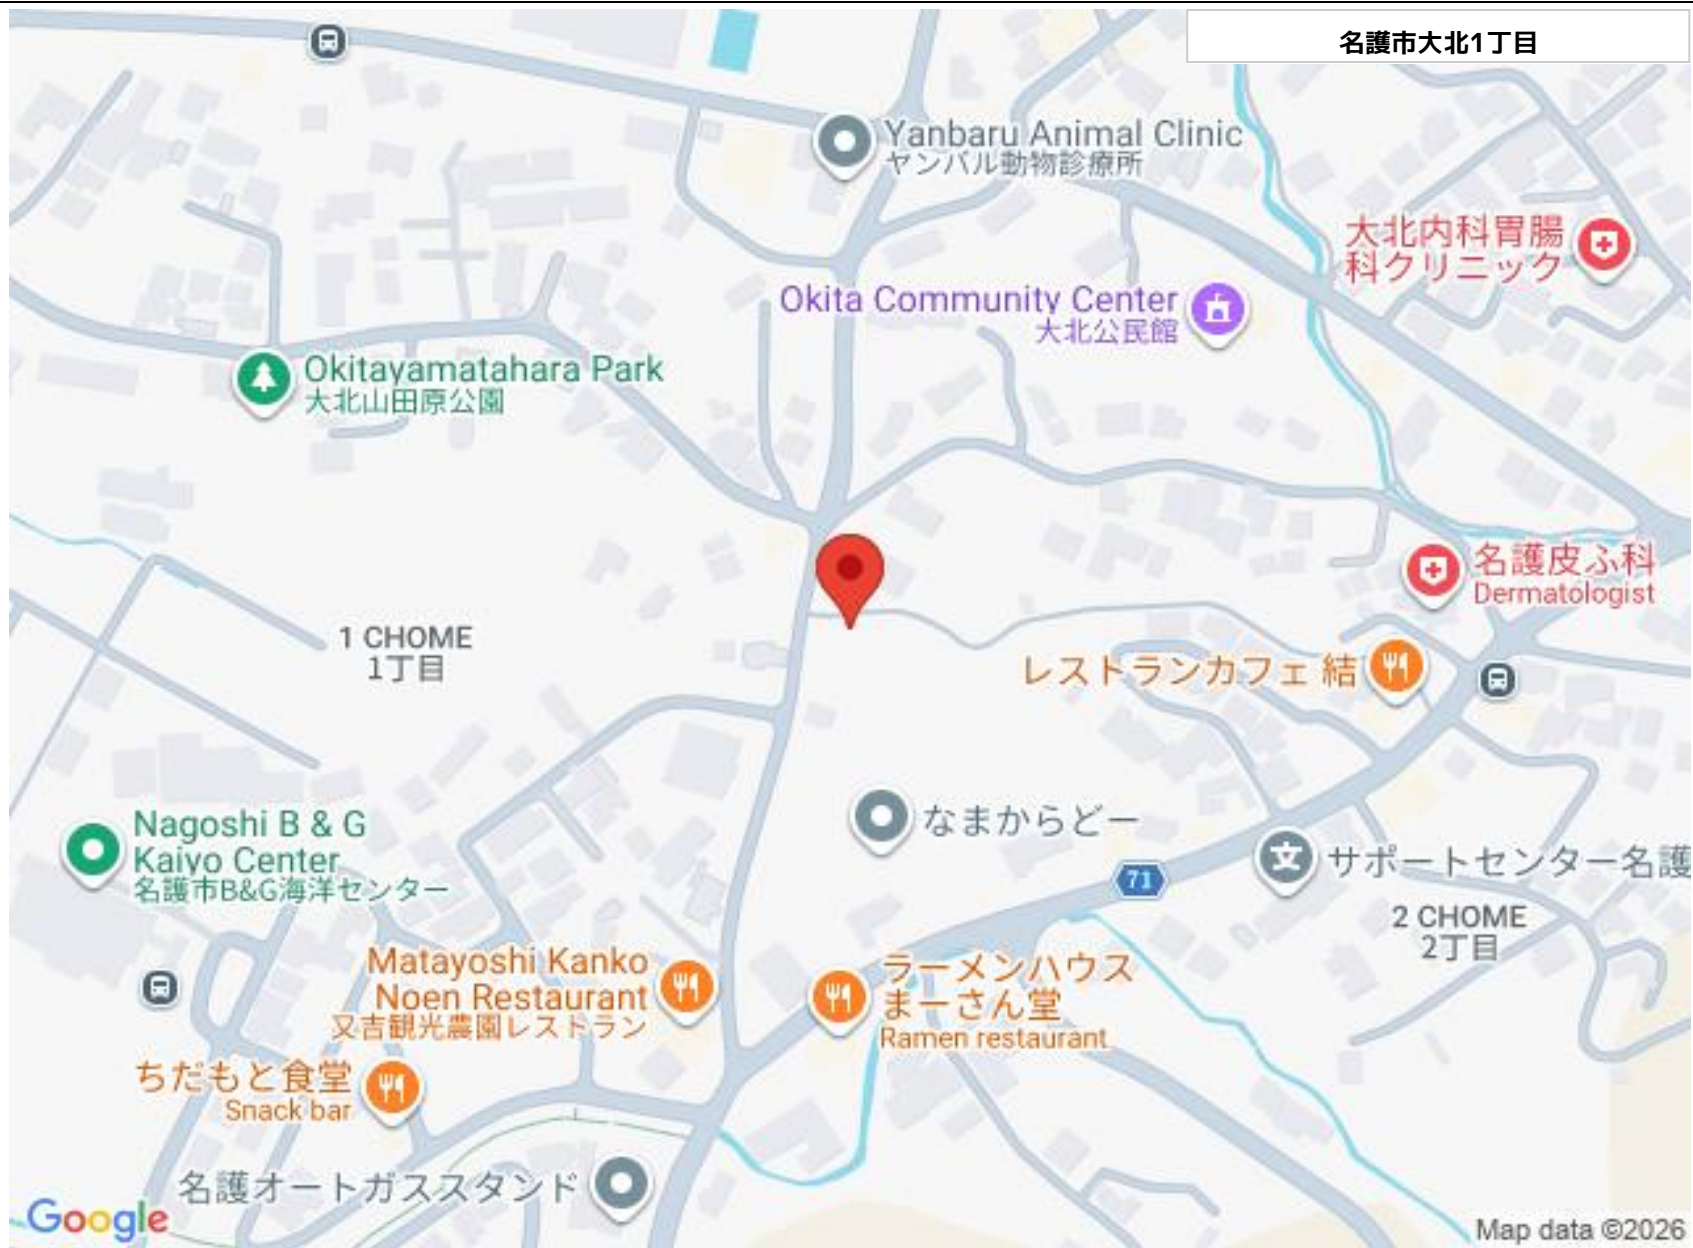 名護市大北1丁目
Yanbaru Animal Clinic
ヤンバル動物診療所
大北内科胃腸
科クリニック
Okita Community Center
大北公民館
Okitayamatahara Park
大北山田原公園
名護皮ふ科
Dermatologist
1 CHOME
1丁目
レストランカフェ 結
なまからどー
Nagoshi B & G
Kaiyo Center
名護市B&G海洋センター
71
サポートセンター名護
2 CHOME
2丁目
Matayoshi Kanko
Noen Restaurant
又吉観光農園レストラン
ラーメンハウス
まーさん堂
Ramen restaurant
ちだもと食堂
Snack bar
名護オートガススタンド
Google
Map data ©2026